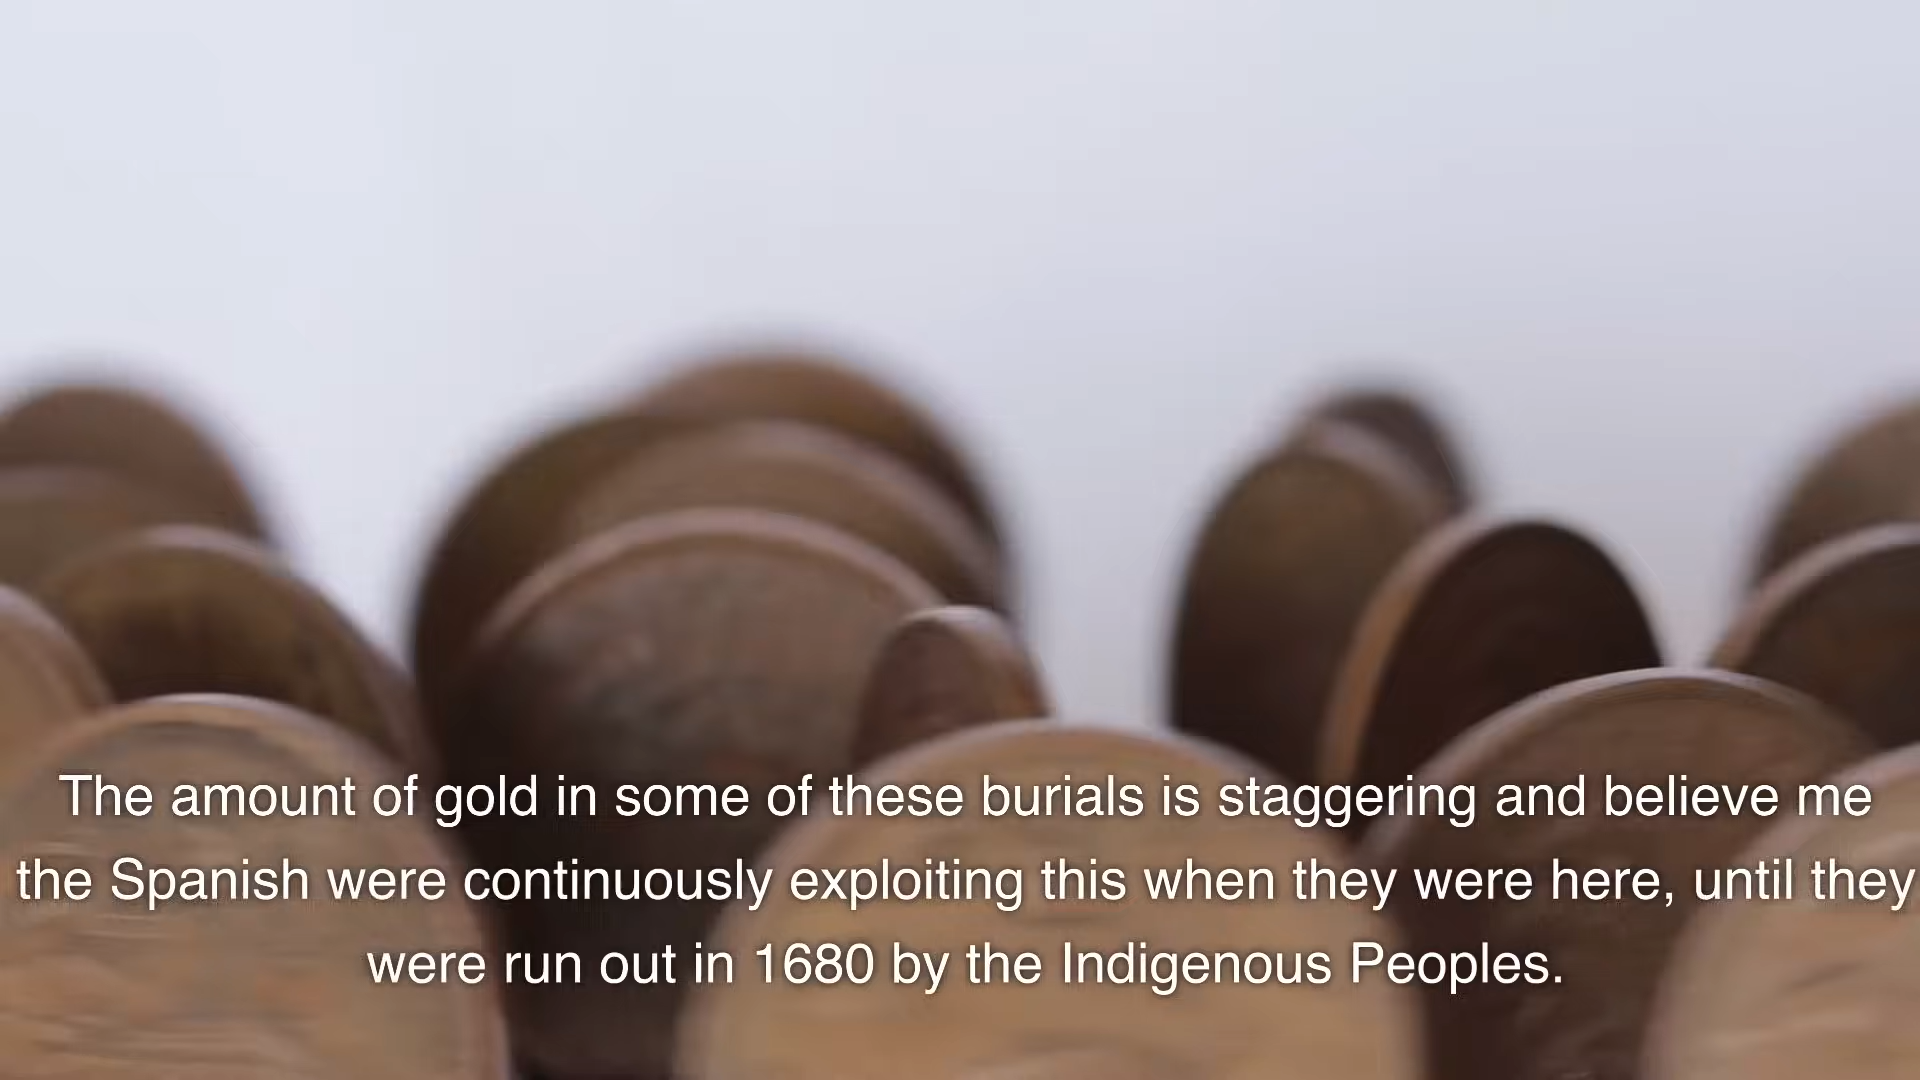 The amount of gold in some of these burials is staggering and believe me
the Spanish were continuously exploiting this when they were here, until they
were run out in 1680 by the Indigenous Peoples.